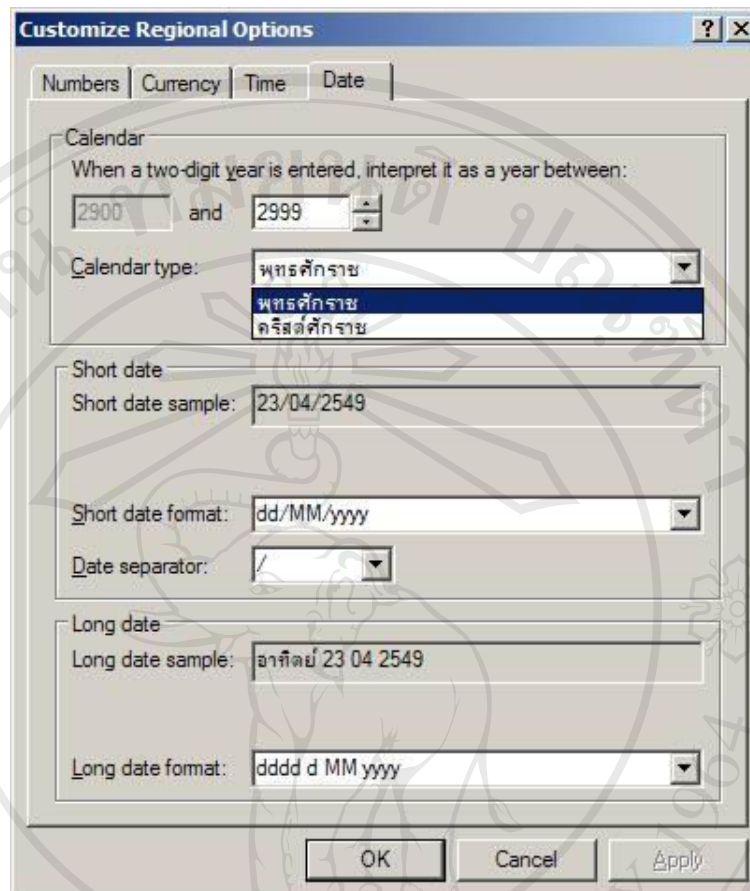 Customize Regional Options
Numbers Currency Time Date
Calendar
When a two-digit year is entered, interpret it as a year between:
2900 and 2999
Calendar type: พุทธศักราช
พุทธศักราช
คริสต์ศักราช
Short date
Short date sample: 23/04/2549
Short date format: dd/MM/yyyy
Date separator: /
Long date
Long date sample: อาทิตย์ 23 04 2549
Long date format: dddd d MM yyyy
OK Cancel Apply